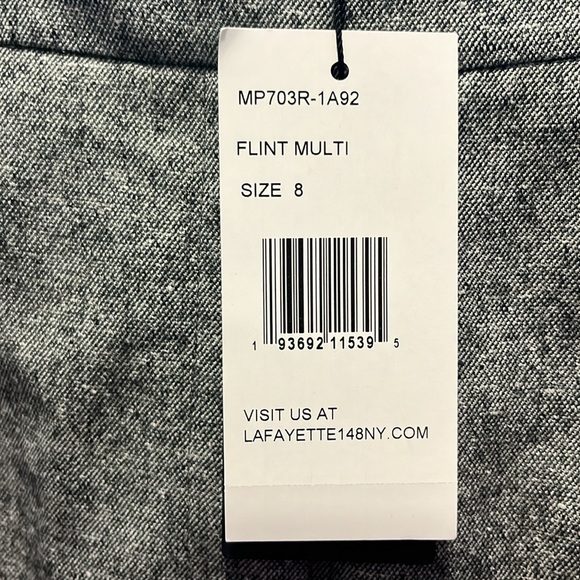 MP703R-1A92
FLINT MULTI
SIZE 8
1 93692 11539 5
VISIT US AT
LAFAYETTE148NY.COM